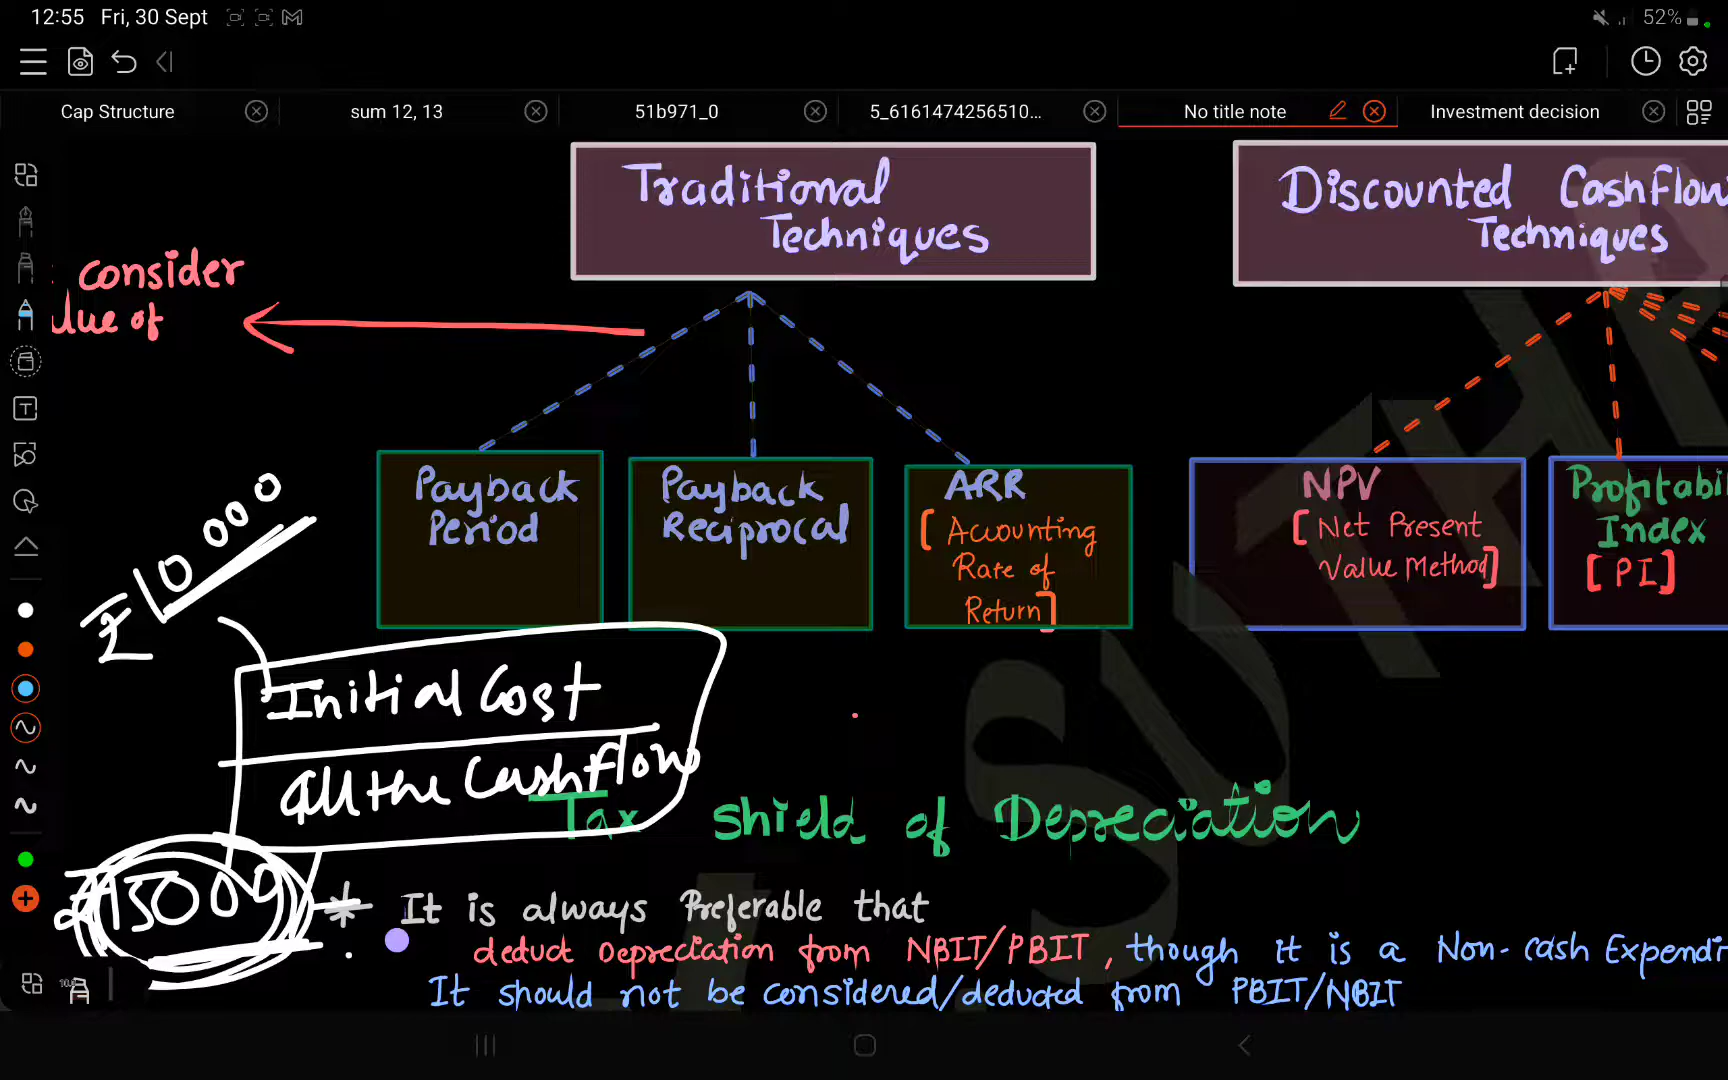 12:55 Fri, 30 Sept
52%
Cap Structure
sum 12, 13
51b971_0
5_6161474256510...
No title note
Investment decision
Traditional
Techniques
Discounted Cashflow
Techniques
consider
lue of
Payback
Period
Payback
Reciprocal
ARR
[ Accounting
Rate of
Return]
NPV
[ Net Present
Value Method]
Profitabil
Index
[ PI ]
₹ 10 000
Initial Cost
all the Cashflow
Tax shield of Depreciation
15000
* It is always Preferable that
deduct Depreciation from NBIT/PBIT, though it is a Non-cash Expendi
It should not be considered/deducted from PBIT/NBIT